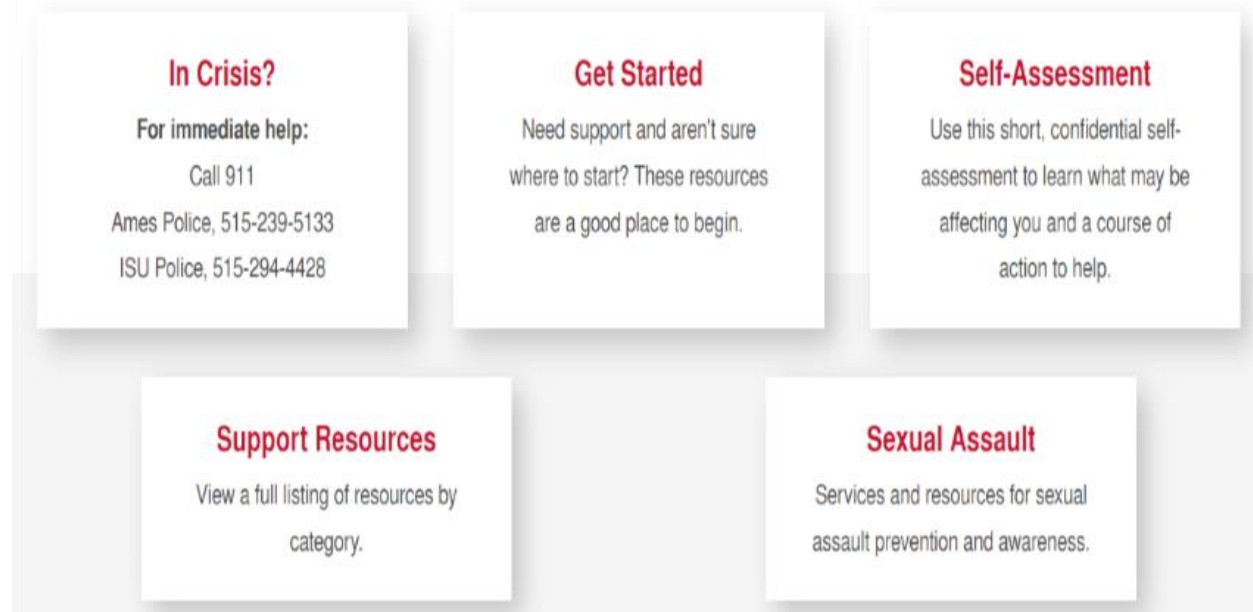 In Crisis?
For immediate help:
Call 911
Ames Police, 515-239-5133
ISU Police, 515-294-4428
Get Started
Need support and aren't sure
where to start? These resources
are a good place to begin.
Self-Assessment
Use this short, confidential self-
assessment to learn what may be
affecting you and a course of
action to help.
Support Resources
View a full listing of resources by
category.
Sexual Assault
Services and resources for sexual
assault prevention and awareness.